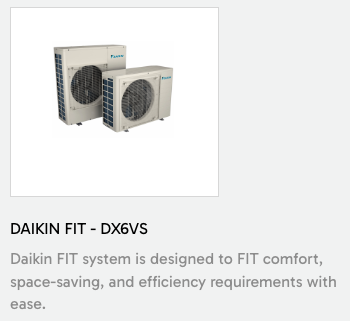 DAIKIN FIT - DX6VS
Daikin FIT system is designed to FIT comfort,
space-saving, and efficiency requirements with
ease.